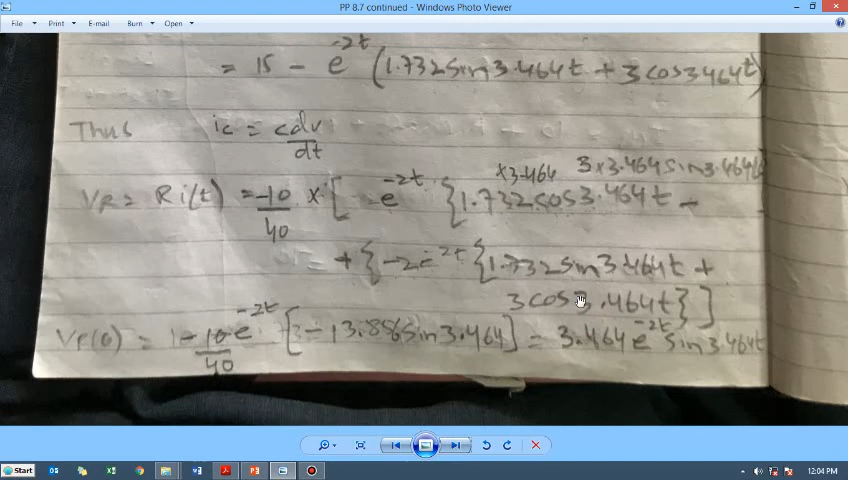 PP 8.7 continued - Windows Photo Viewer
File Print E-mail Burn Open
= 15 - e^-2t (1.732 sin 3.464t + 3 cos 3.464t)
Thus ic = c dv/dt
×3.464 3×3.464 sin 3.464t
VR = Ri(t) = -10/40 × [ e^-2t { 1.732 cos 3.464t -
+ { -2e^-2t { 1.732 sin 3.464t +
3 cos 3.464t } ]
= -10/40 e^-2t [ -13.856 sin 3.464 ] = 3.464 e^-2t sin 3.464t
Start 12:04 PM